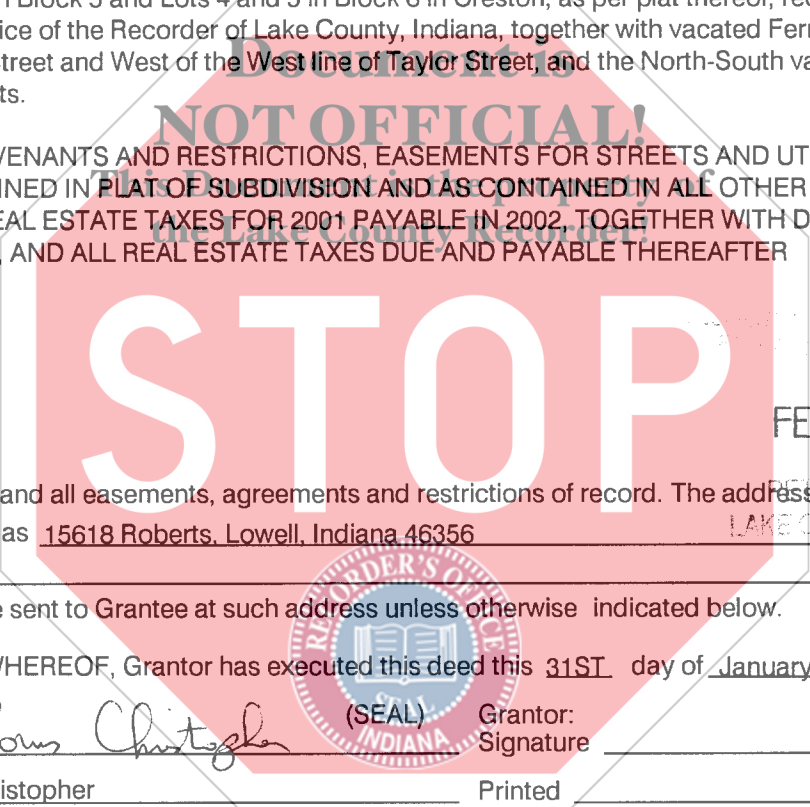 Block 5 and Lots 4 and 5 in Block 6 in Creston, as per plat thereof,
ice of the Recorder of Lake County, Indiana, together with vacated
treet and West of the West line of Taylor Street, and the North-South
ts.
Document is
NOT OFFICIAL!
This Document is the property of
the Lake County Recorder!
VENANTS AND RESTRICTIONS, EASEMENTS FOR STREETS AND UT
INED IN PLAT OF SUBDIVISION AND AS CONTAINED IN ALL OTHER
EAL ESTATE TAXES FOR 2001 PAYABLE IN 2002, TOGETHER WITH D
, AND ALL REAL ESTATE TAXES DUE AND PAYABLE THEREAFTER
STOP
FE
and all easements, agreements and restrictions of record. The address
as 15618 Roberts, Lowell, Indiana 46356
LAKE
e sent to Grantee at such address unless otherwise indicated below.
WHEREOF, Grantor has executed this deed this 31ST day of January
RECORDER'S OFFICE
SEAL
INDIANA
(SEAL) Grantor:
Christopher Signature
istopher Printed